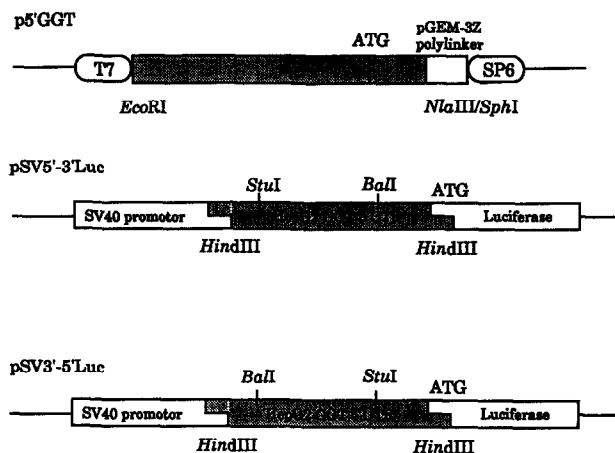 p5'GGT
ATG
pGEM-3Z
polylinker
T7
SP6
EcoRI
NlaIII/SphI
pSV5'-3'Luc
StuI
BalI
ATG
SV40 promotor
Luciferase
HindIII
HindIII
pSV3'-5'Luc
BalI
StuI
ATG
SV40 promotor
Luciferase
HindIII
HindIII